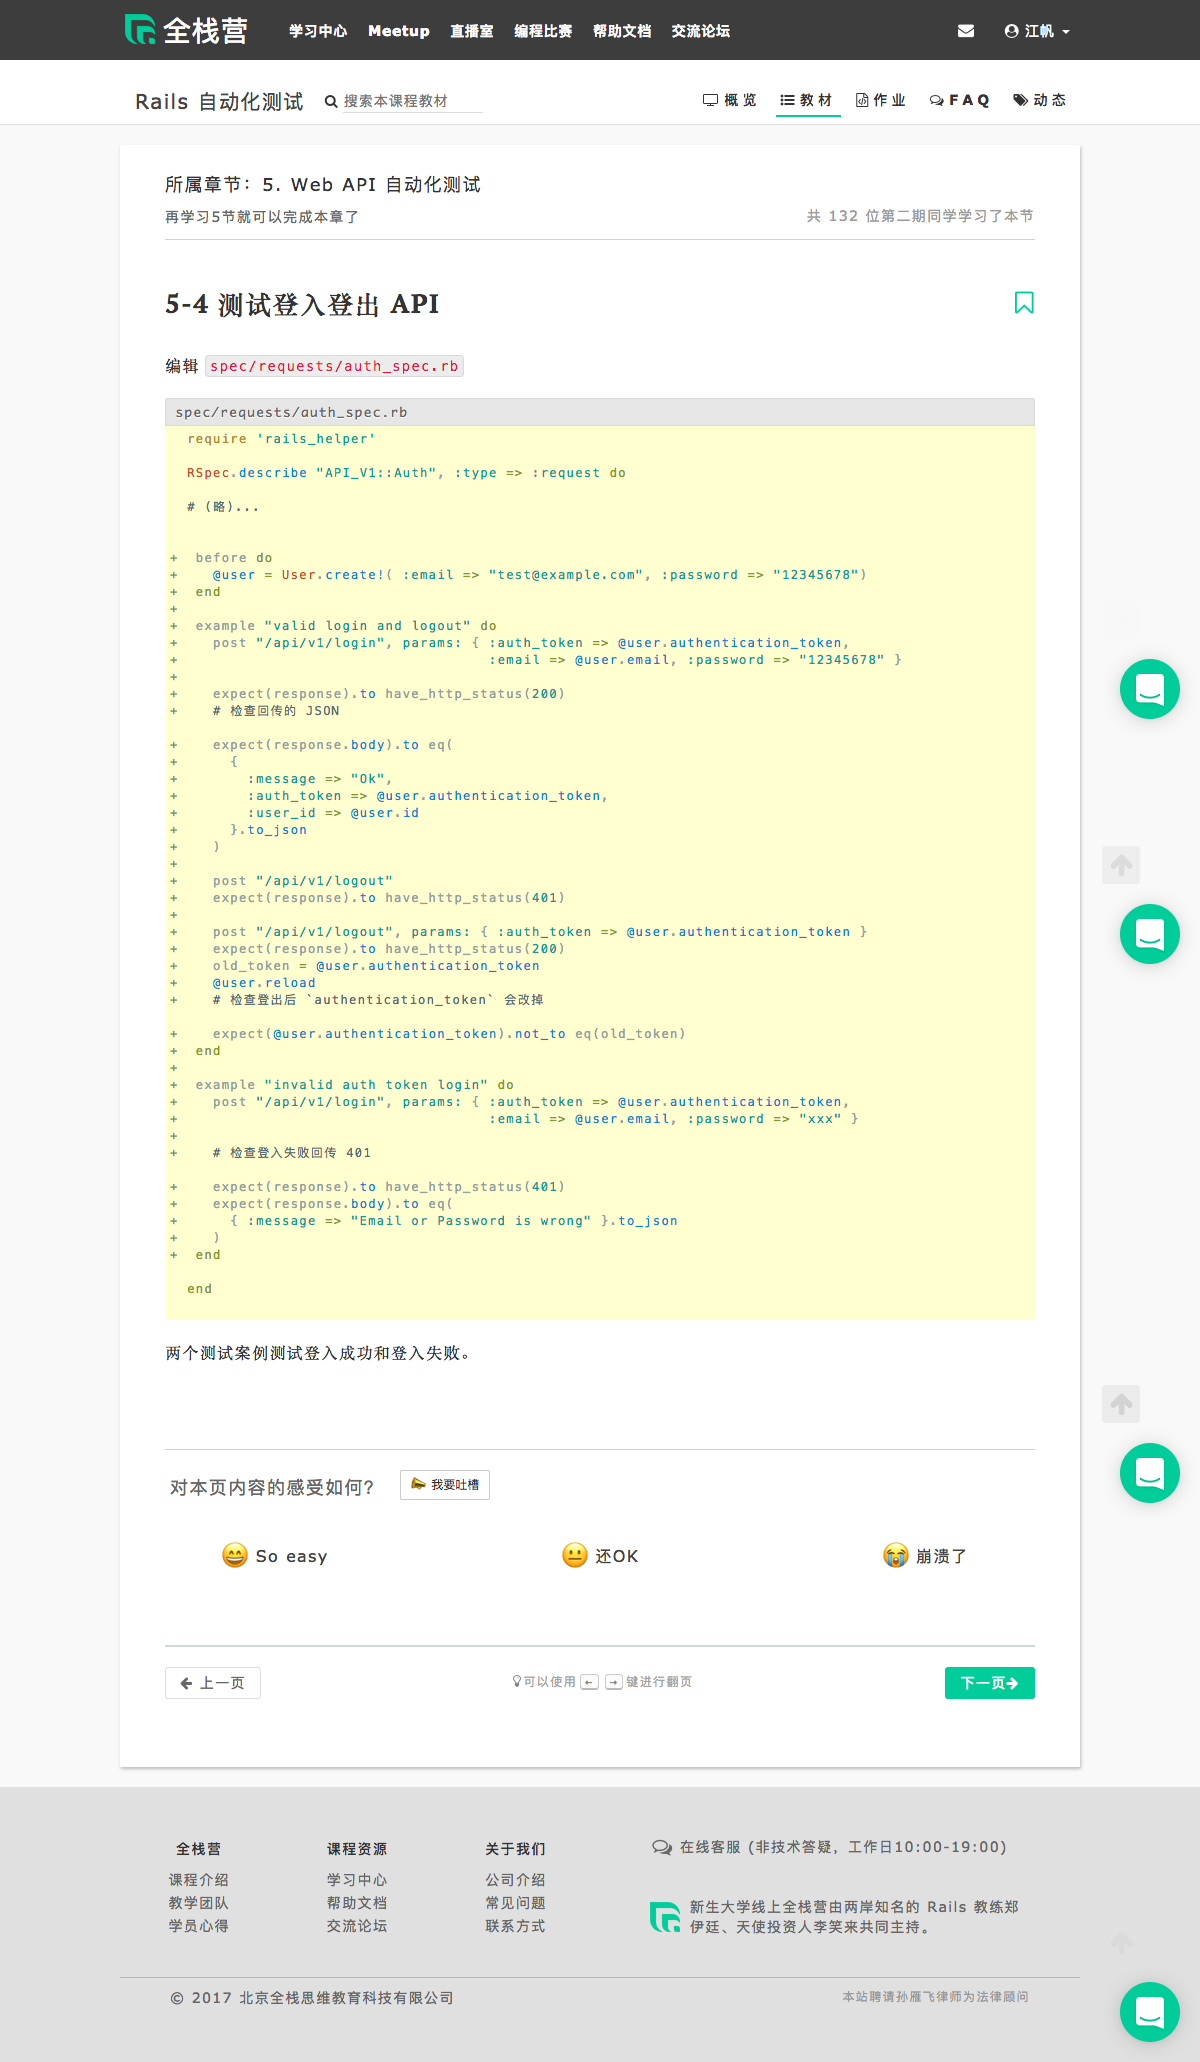 全栈营 学习中心 Meetup 直播室 编程比赛 帮助文档 交流论坛 江帆
Rails 自动化测试 搜索本课程教材 概览 教材 作业 FAQ 动态
所属章节：5. Web API 自动化测试
再学习5节就可以完成本章了 共 132 位第二期同学学习了本节
5-4 测试登入登出 API
编辑 spec/requests/auth_spec.rb
spec/requests/auth_spec.rb
  require 'rails_helper'
  RSpec.describe "API_V1::Auth", :type => :request do
  # (略)...
+  before do
+    @user = User.create!( :email => "test@example.com", :password => "12345678")
+  end
+
+  example "valid login and logout" do
+    post "/api/v1/login", params: { :auth_token => @user.authentication_token,
+                                    :email => @user.email, :password => "12345678" }
+
+    expect(response).to have_http_status(200)
+    # 检查回传的 JSON
+    expect(response.body).to eq(
+      {
+        :message => "Ok",
+        :auth_token => @user.authentication_token,
+        :user_id => @user.id
+      }.to_json
+    )
+
+    post "/api/v1/logout"
+    expect(response).to have_http_status(401)
+
+    post "/api/v1/logout", params: { :auth_token => @user.authentication_token }
+    expect(response).to have_http_status(200)
+    old_token = @user.authentication_token
+    @user.reload
+    # 检查登出后 `authentication_token` 会改掉
+    expect(@user.authentication_token).not_to eq(old_token)
+  end
+
+  example "invalid auth token login" do
+    post "/api/v1/login", params: { :auth_token => @user.authentication_token,
+                                    :email => @user.email, :password => "xxx" }
+
+    # 检查登入失败回传 401
+    expect(response).to have_http_status(401)
+    expect(response.body).to eq(
+      { :message => "Email or Password is wrong" }.to_json
+    )
+  end
  end
两个测试案例测试登入成功和登入失败。
对本页内容的感受如何? 我要吐槽
So easy 还OK 崩溃了
上一页 可以使用 ← → 键进行翻页 下一页
全栈营 课程资源 关于我们 在线客服 (非技术答疑，工作日10:00-19:00)
课程介绍 学习中心 公司介绍
教学团队 帮助文档 常见问题 新生大学线上全栈营由两岸知名的 Rails 教练郑
学员心得 交流论坛 联系方式 伊廷、天使投资人李笑来共同主持。
© 2017 北京全栈思维教育科技有限公司 本站聘请孙雁飞律师为法律顾问